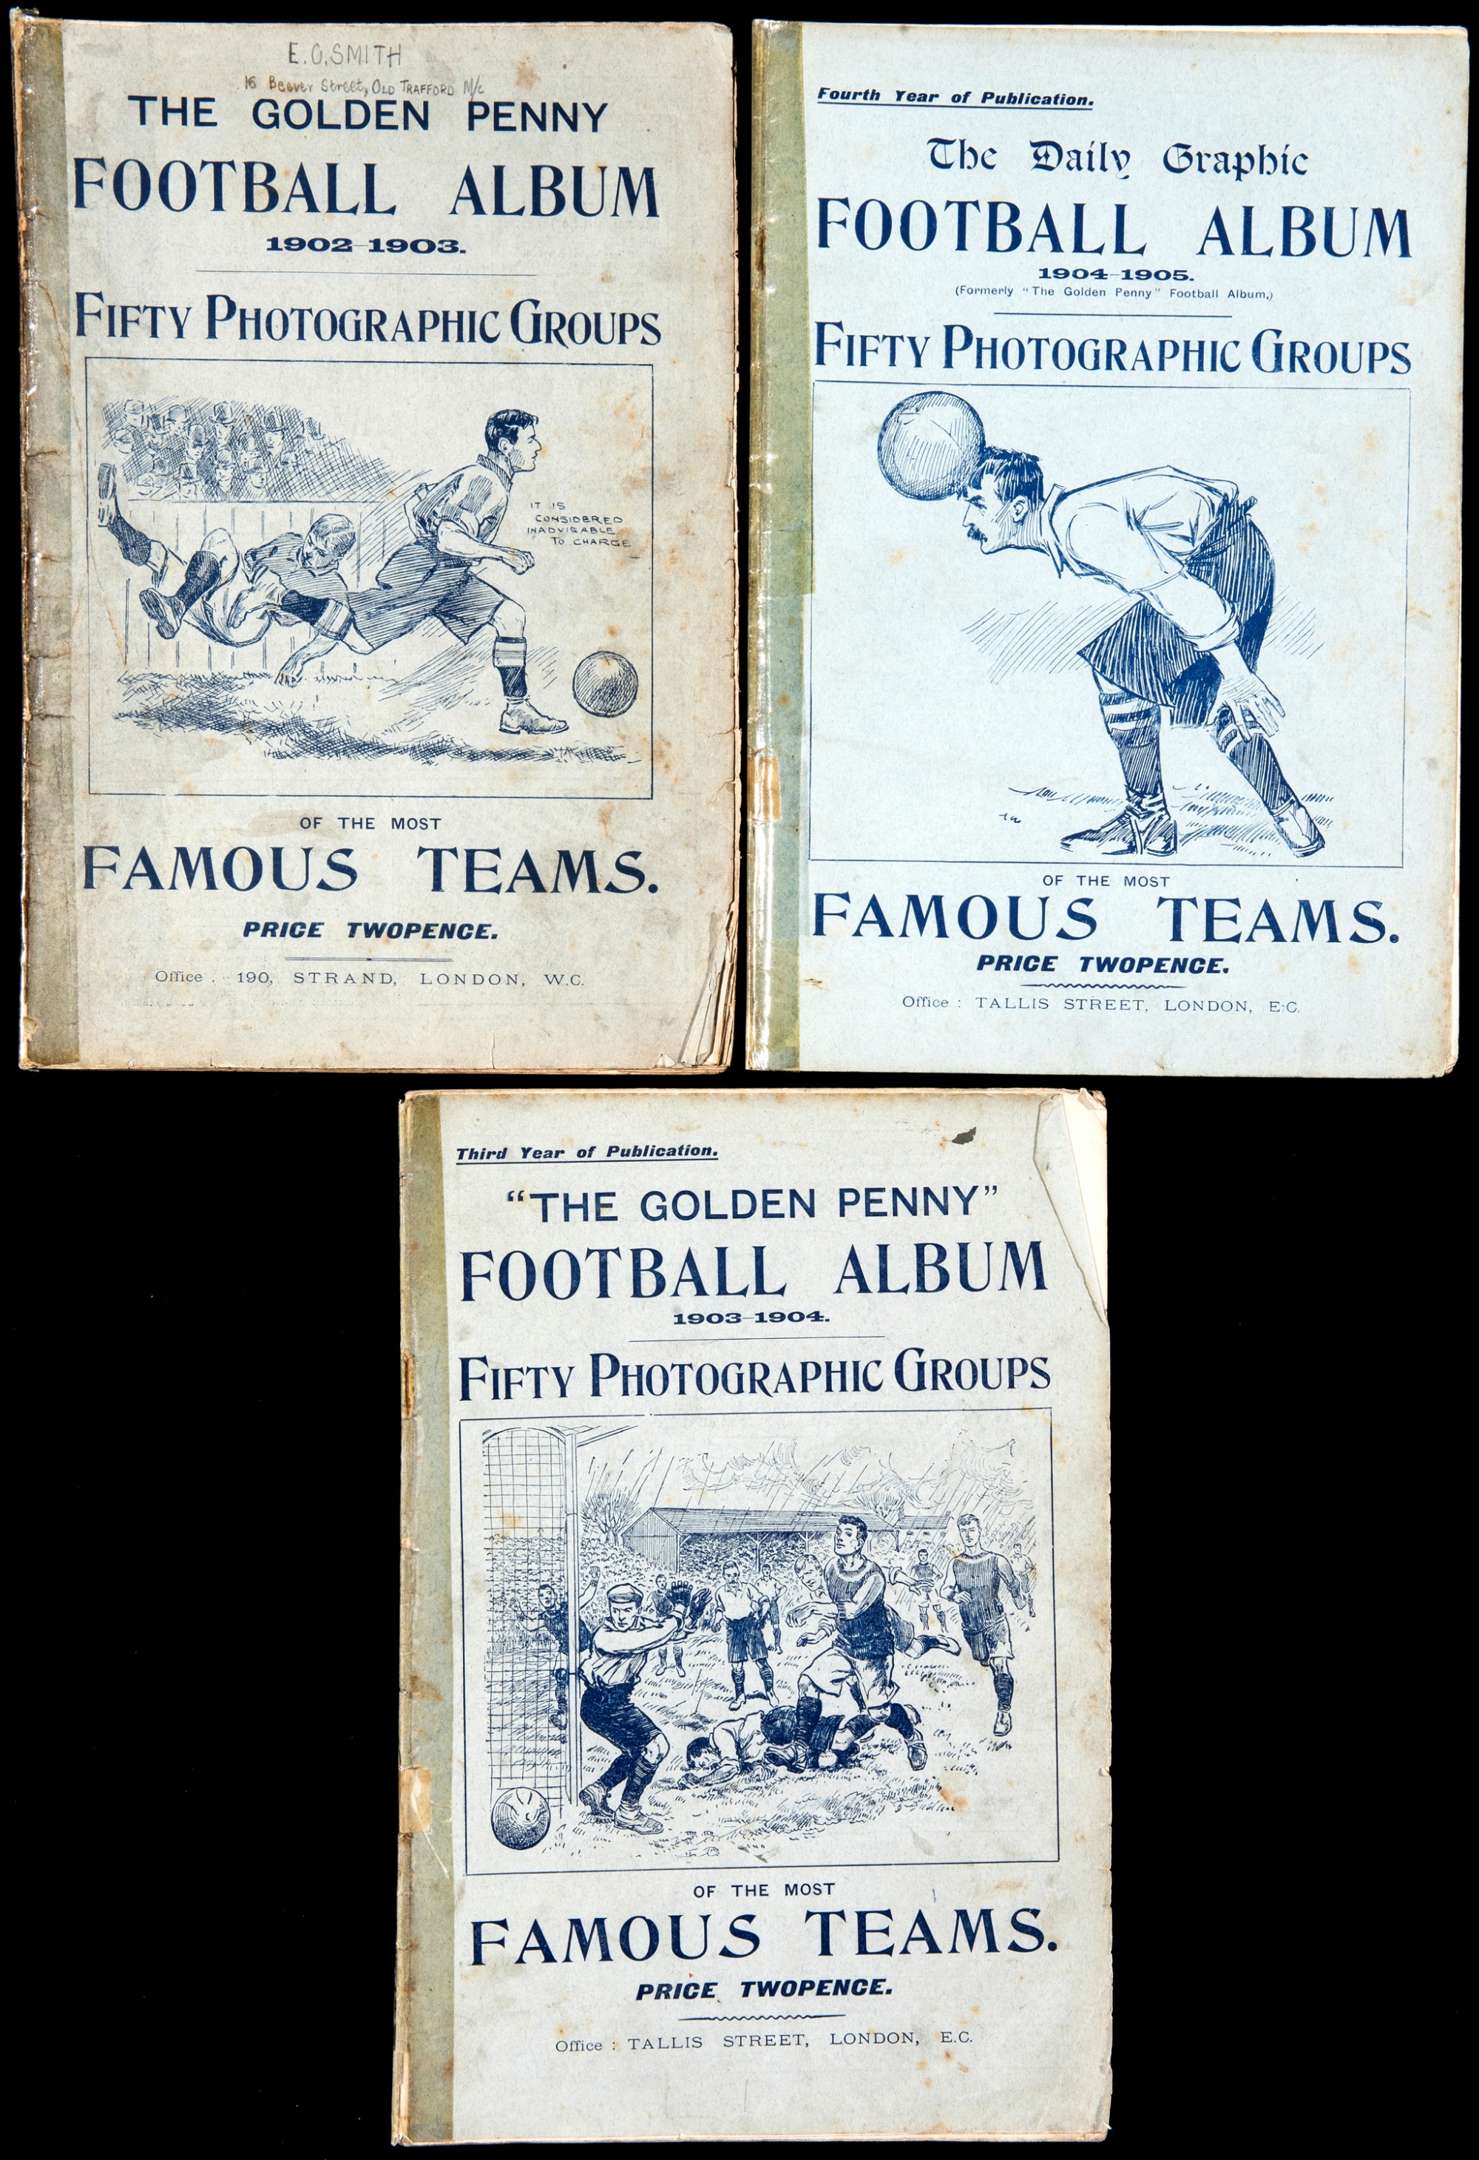 E.O. SMITH
16 Beever Street, OLD TRAFFORD M/c
THE GOLDEN PENNY
FOOTBALL ALBUM
1902-1903.
FIFTY PHOTOGRAPHIC GROUPS
IT IS
CONSIDERED
INADVISABLE
TO CHARGE
OF THE MOST
FAMOUS TEAMS.
PRICE TWOPENCE.
Office : 190, STRAND, LONDON, W.C.
Fourth Year of Publication.
The Daily Graphic
FOOTBALL ALBUM
1904-1905.
(Formerly "The Golden Penny" Football Album.)
FIFTY PHOTOGRAPHIC GROUPS
OF THE MOST
FAMOUS TEAMS.
PRICE TWOPENCE.
Office : TALLIS STREET, LONDON, E.C.
Third Year of Publication.
"THE GOLDEN PENNY"
FOOTBALL ALBUM
1903-1904.
FIFTY PHOTOGRAPHIC GROUPS
OF THE MOST
FAMOUS TEAMS.
PRICE TWOPENCE.
Office : TALLIS STREET, LONDON, E.C.